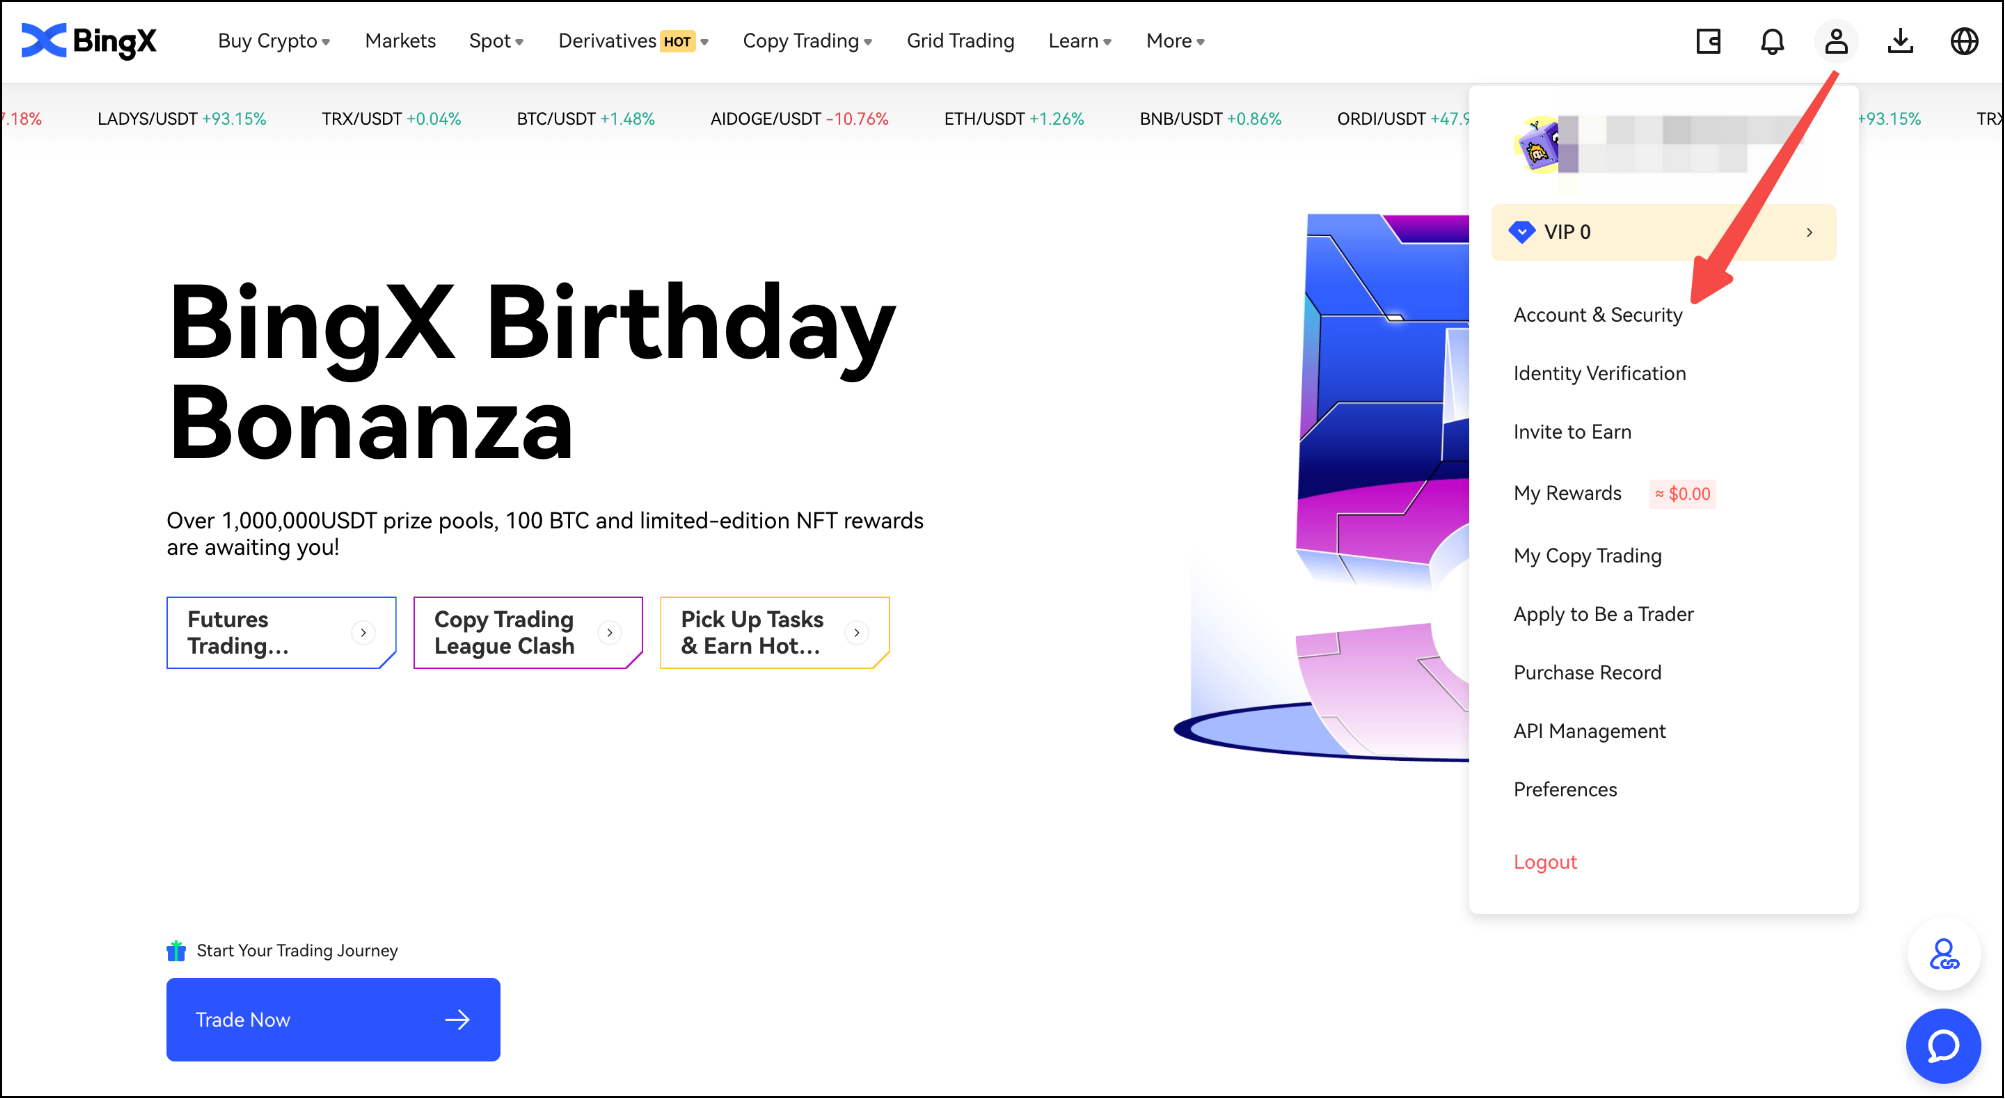 BingX
Buy Crypto
Markets
Spot
Derivatives HOT
Copy Trading
Grid Trading
Learn
More
7.18%
LADYS/USDT +93.15%
TRX/USDT +0.04%
BTC/USDT +1.48%
AIDOGE/USDT -10.76%
ETH/USDT +1.26%
BNB/USDT +0.86%
ORDI/USDT +47.9
+93.15%
TRX
BingX Birthday
Bonanza
Over 1,000,000USDT prize pools, 100 BTC and limited-edition NFT rewards
are awaiting you!
Futures
Trading...
Copy Trading
League Clash
Pick Up Tasks
& Earn Hot...
Start Your Trading Journey
Trade Now
VIP 0
Account & Security
Identity Verification
Invite to Earn
My Rewards ≈ $0.00
My Copy Trading
Apply to Be a Trader
Purchase Record
API Management
Preferences
Logout